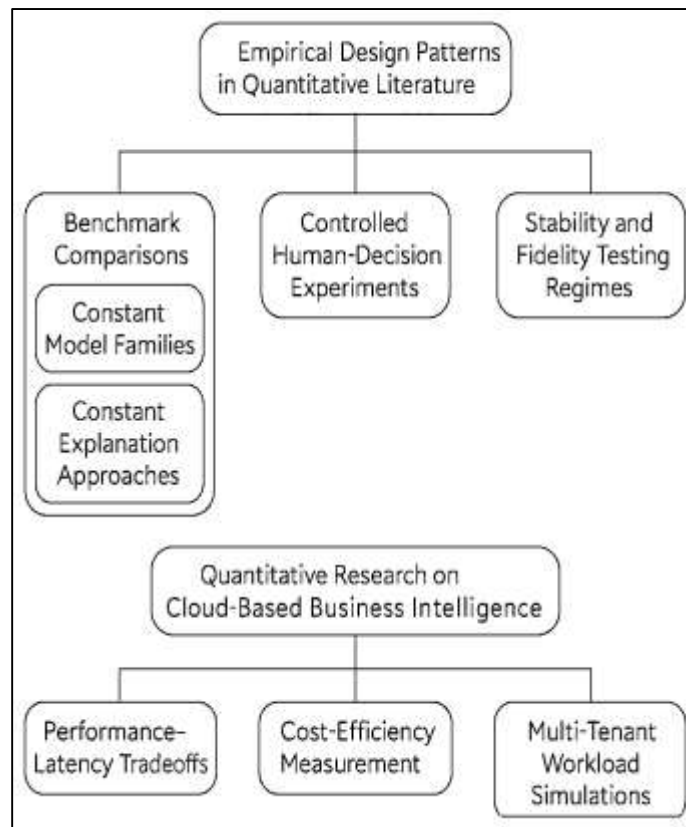 Empirical Design Patterns
in Quantitative Literature
Benchmark
Comparisons
Constant
Model Families
Constant
Explanation
Approaches
Controlled
Human-Decision
Experiments
Stability and
Fidelity Testing
Regimes
Quantitative Research on
Cloud-Based Business Intelligence
Performance–
Latency Tradeoffs
Cost-Efficiency
Measurement
Multi-Tenant
Workload
Simulations